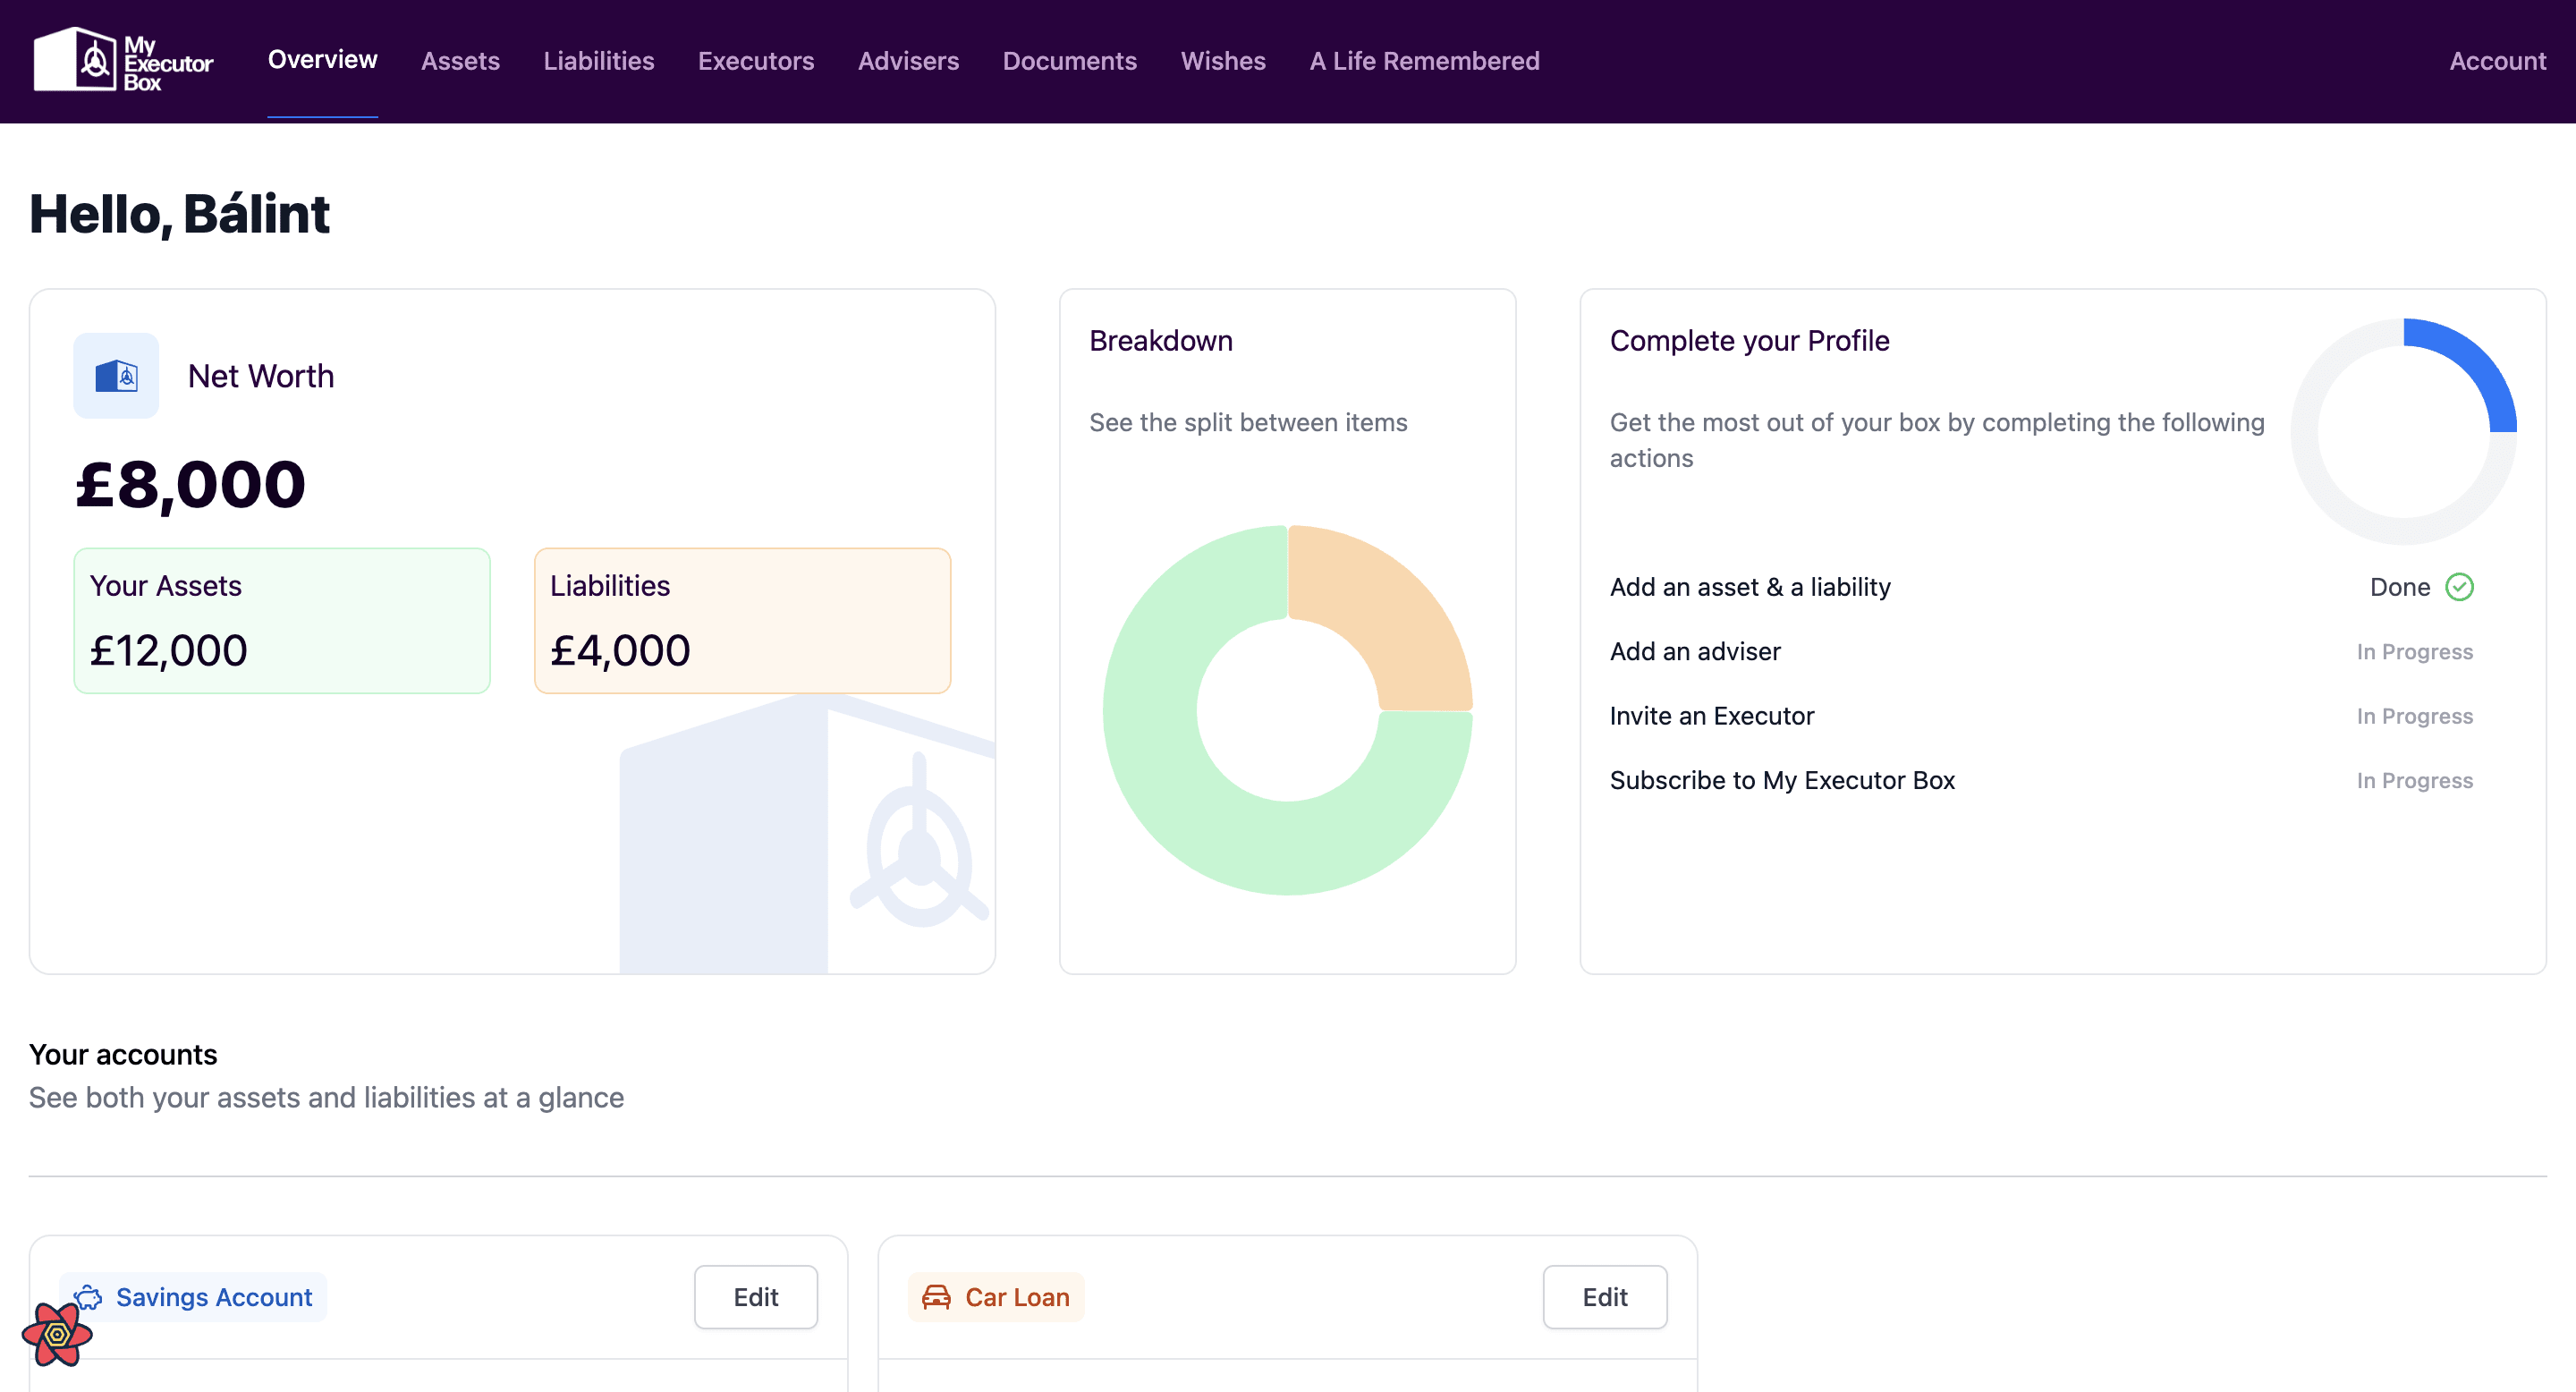 My
Executor
Box
Overview
Assets
Liabilities
Executors
Advisers
Documents
Wishes
A Life Remembered
Account
Hello, Bálint
Net Worth
£8,000
Your Assets
£12,000
Liabilities
£4,000
Breakdown
See the split between items
Complete your Profile
Get the most out of your box by completing the following
actions
Add an asset & a liability
Done
Add an adviser
In Progress
Invite an Executor
In Progress
Subscribe to My Executor Box
In Progress
Your accounts
See both your assets and liabilities at a glance
Savings Account
Edit
Car Loan
Edit